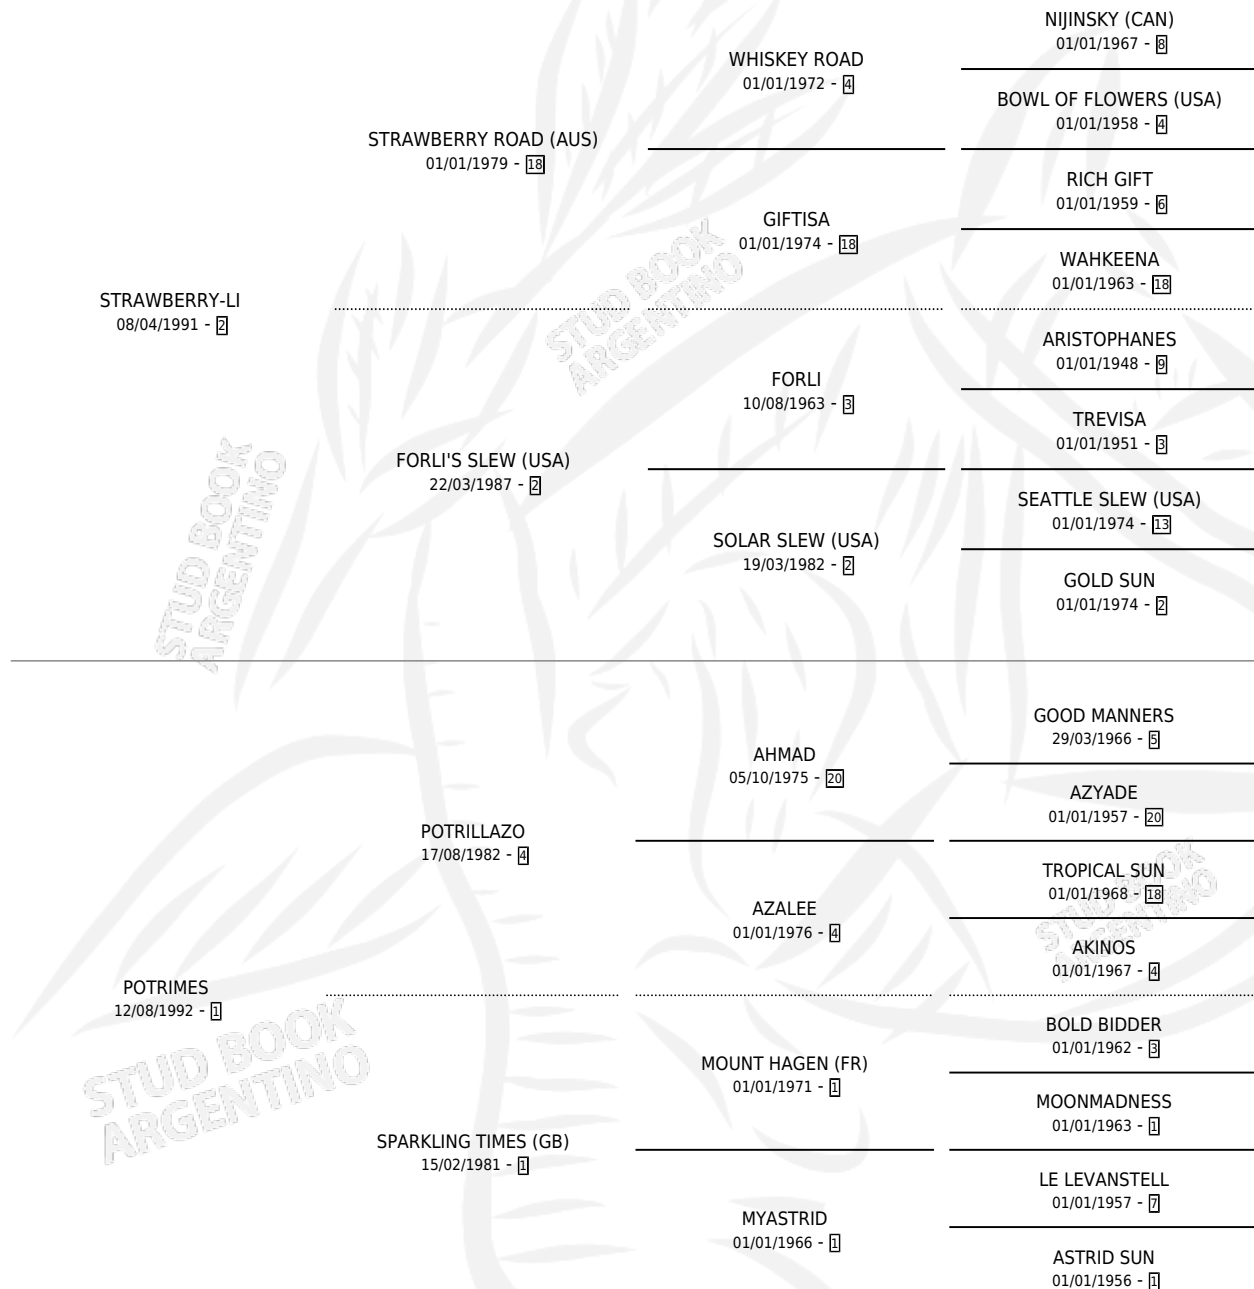 NIJINSKY (CAN)
01/01/1967 - 8
WHISKEY ROAD
01/01/1972 - 4
BOWL OF FLOWERS (USA)
01/01/1958 - 4
STRAWBERRY ROAD (AUS)
01/01/1979 - 18
RICH GIFT
01/01/1959 - 6
GIFTISA
01/01/1974 - 18
WAHKEENA
01/01/1963 - 18
STRAWBERRY-LI
08/04/1991 - 2
ARISTOPHANES
01/01/1948 - 9
FORLI
10/08/1963 - 3
TREVISA
01/01/1951 - 3
FORLI'S SLEW (USA)
22/03/1987 - 2
SEATTLE SLEW (USA)
01/01/1974 - 13
SOLAR SLEW (USA)
19/03/1982 - 2
GOLD SUN
01/01/1974 - 2
GOOD MANNERS
29/03/1966 - 5
AHMAD
05/10/1975 - 20
AZYADE
01/01/1957 - 20
POTRILLAZO
17/08/1982 - 4
TROPICAL SUN
01/01/1968 - 18
AZALEE
01/01/1976 - 4
AKINOS
01/01/1967 - 4
POTRIMES
12/08/1992 - 1
BOLD BIDDER
01/01/1962 - 3
MOUNT HAGEN (FR)
01/01/1971 - 1
MOONMADNESS
01/01/1963 - 1
SPARKLING TIMES (GB)
15/02/1981 - 1
LE LEVANSTELL
01/01/1957 - 7
MYASTRID
01/01/1966 - 1
ASTRID SUN
01/01/1956 - 1
STUD BOOK
ARGENTINO
STUD BOOK
ARGENTINO
STUD BOOK
ARGENTINO
STUD BOOK
ARGENTINO